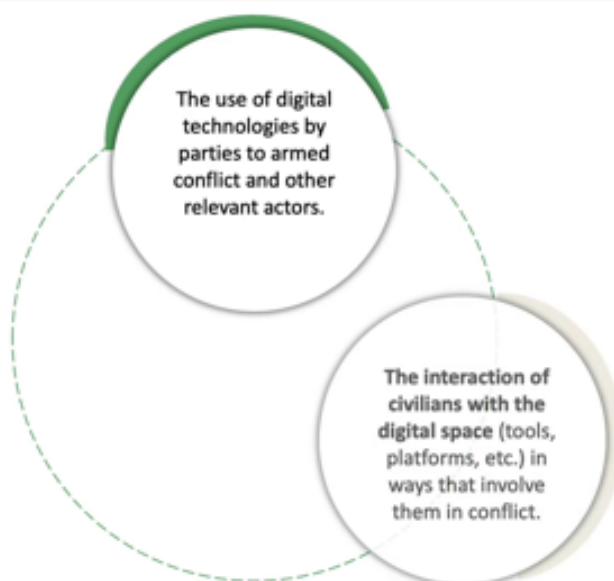 The use of digital
technologies by
parties to armed
conflict and other
relevant actors.
The interaction of
civilians with the
digital space (tools,
platforms, etc.) in
ways that involve
them in conflict.